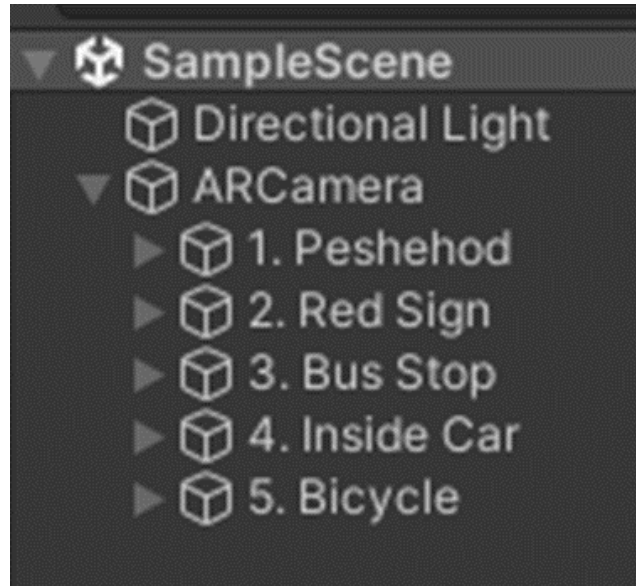 SampleScene
Directional Light
ARCamera
1. Peshehod
2. Red Sign
3. Bus Stop
4. Inside Car
5. Bicycle